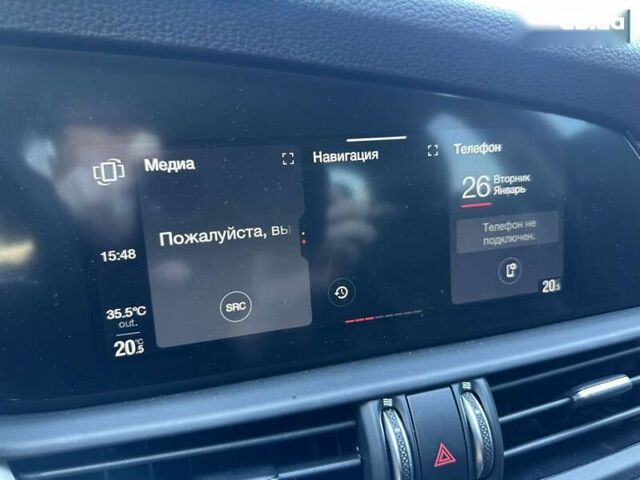 Медиа
Навигация
Телефон
26 Вторник
Январь
Пожалуйста, вы
Телефон не
подключен.
15:48
SRC
35.5°C
out.
20.5 °C
20.5